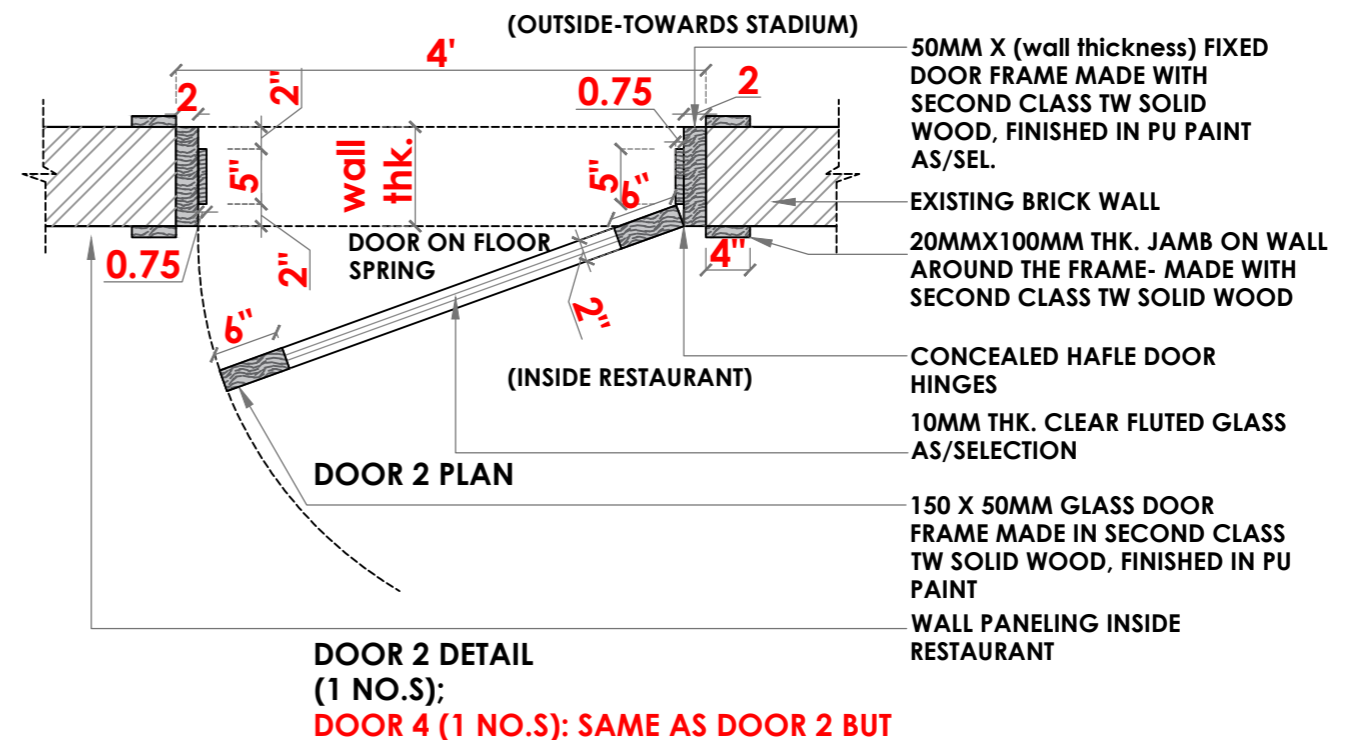 (OUTSIDE-TOWARDS STADIUM)
4'
2
2"
0.75
2
wall
thk.
5"
5"
6"
0.75
2"
DOOR ON FLOOR
SPRING
4"
2"
6"
(INSIDE RESTAURANT)
DOOR 2 PLAN
50MM X (wall thickness) FIXED
DOOR FRAME MADE WITH
SECOND CLASS TW SOLID
WOOD, FINISHED IN PU PAINT
AS/SEL.
EXISTING BRICK WALL
20MMX100MM THK. JAMB ON WALL
AROUND THE FRAME- MADE WITH
SECOND CLASS TW SOLID WOOD
CONCEALED HAFLE DOOR
HINGES
10MM THK. CLEAR FLUTED GLASS
AS/SELECTION
150 X 50MM GLASS DOOR
FRAME MADE IN SECOND CLASS
TW SOLID WOOD, FINISHED IN PU
PAINT
WALL PANELING INSIDE
RESTAURANT
DOOR 2 DETAIL
(1 NO.S);
DOOR 4 (1 NO.S): SAME AS DOOR 2 BUT